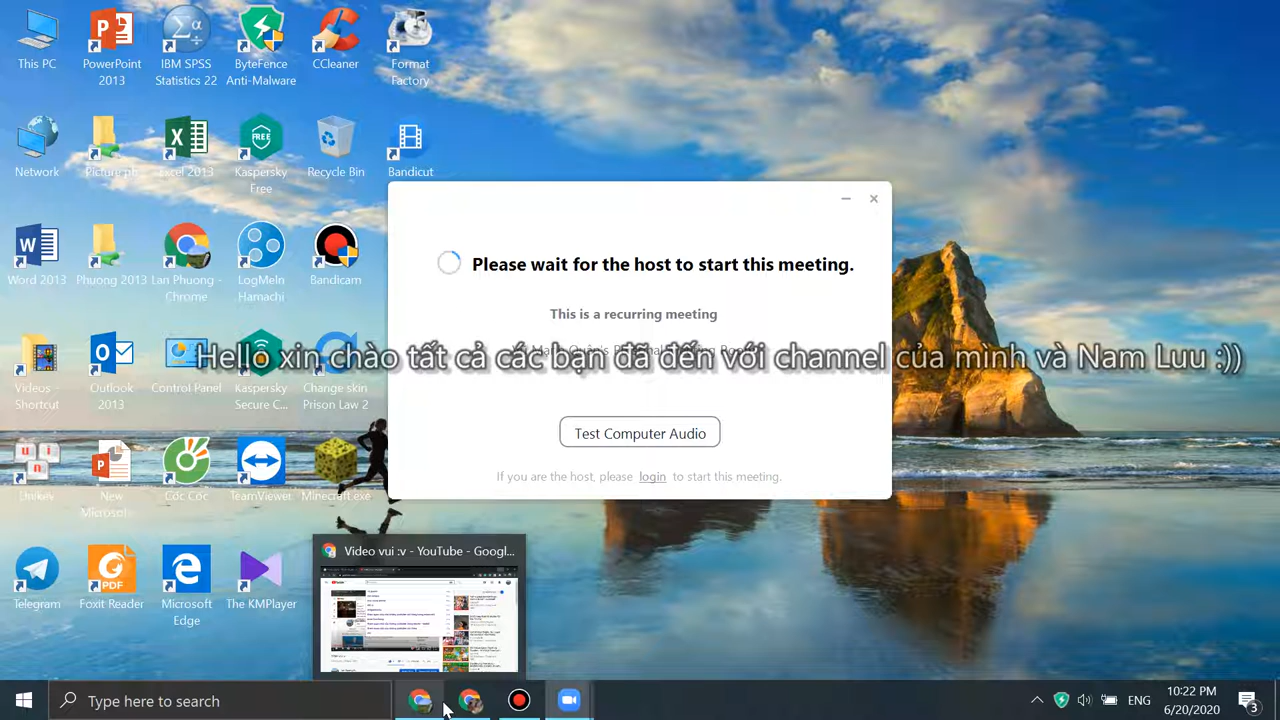 This PC
PowerPoint 2013
IBM SPSS Statistics 22
ByteFence Anti-Malware
CCleaner
Format Factory
Network
Picture pb
Excel 2013
Kaspersky Free
Recycle Bin
Bandicut
Word 2013
Phuong 2013
Lan Phuong - Chrome
LogMeIn Hamachi
Bandicam
Please wait for the host to start this meeting.
This is a recurring meeting
Hello xin chào tất cả các bạn đã đến với channel của mình và Nam Luu :))
Videos - Shortcut
Outlook 2013
Control Panel
Kaspersky Secure C...
Change skin Prison Law 2
Test Computer Audio
If you are the host, please login to start this meeting.
Unikey
New Microsof...
Cốc Cốc
TeamViewer
Minecraft.exe
Video vui :v - YouTube - Googl...
PDF
Microsoft Edge
The KMPlayer
Type here to search
ENG
10:22 PM
6/20/2020
3